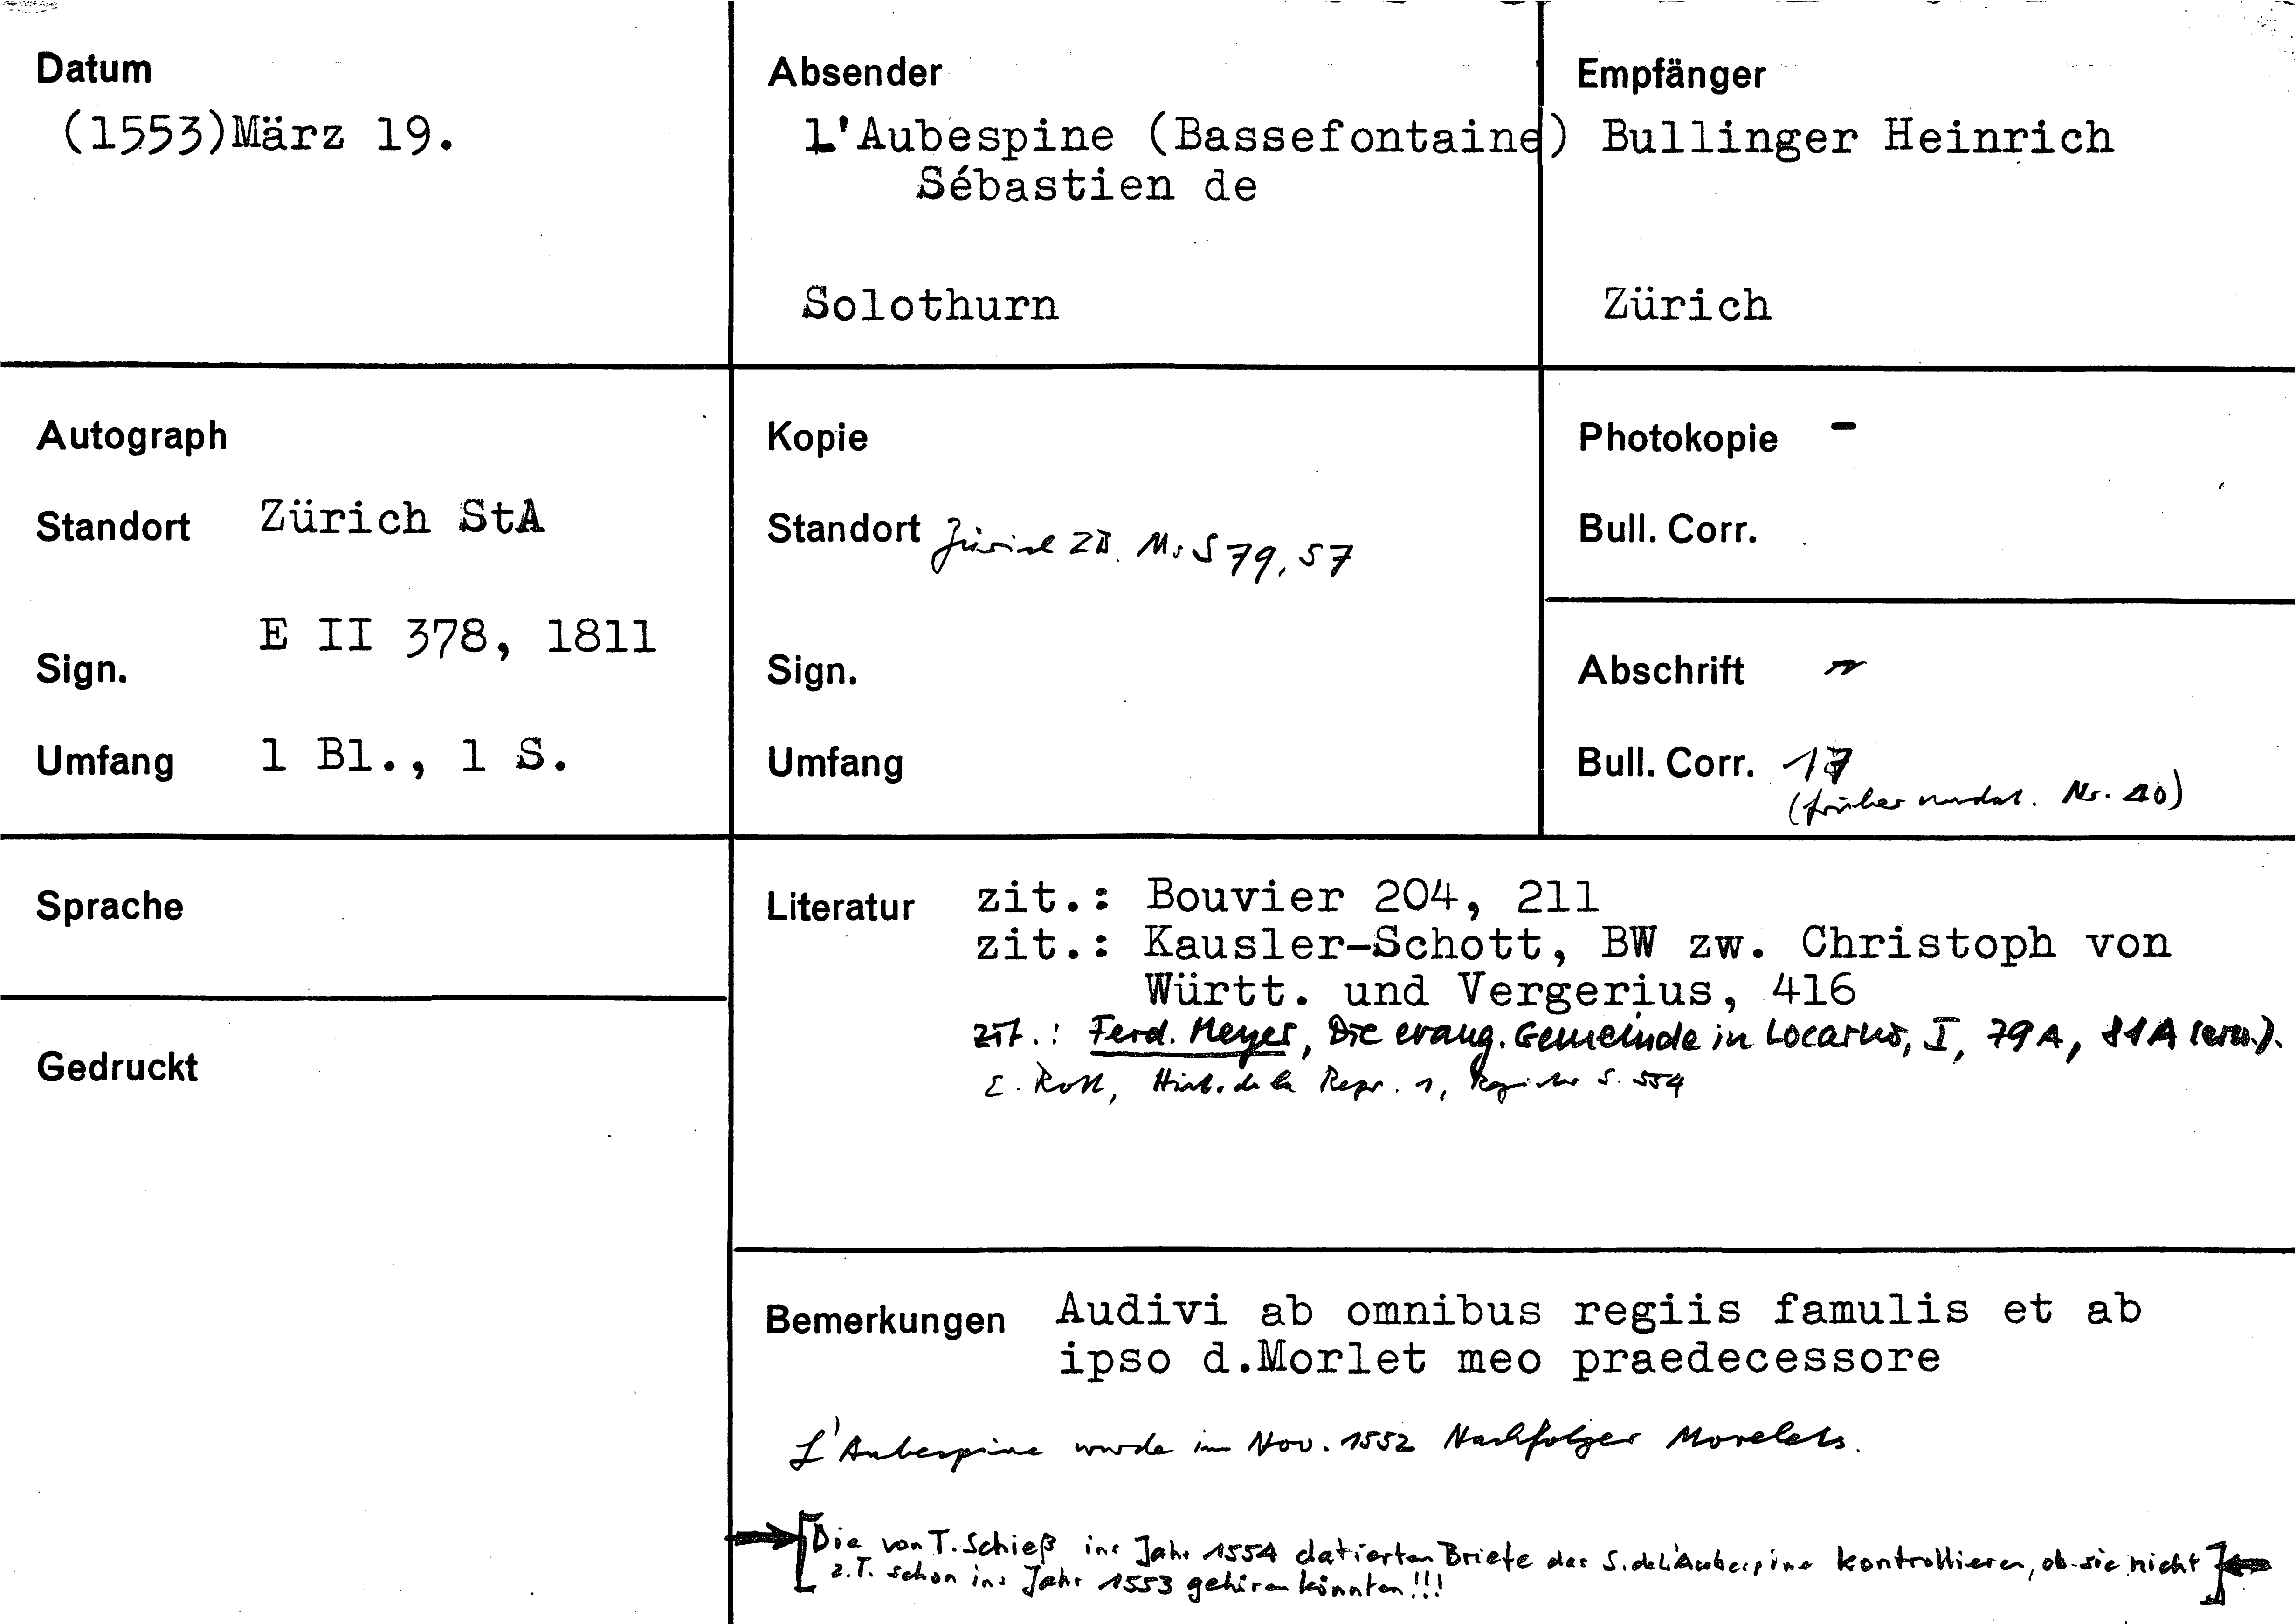 Datum
(1553)März 19.
Absender
L'Aubespine (Bassefontaine)
Sébastien de
Solothurn
Empfänger
Bullinger Heinrich
Zürich
Autograph
Standort Zürich StA
Sign. E II 378, 1811
Umfang 1 Bl., 1 S.
Kopie
Standort Zürich ZB. Ms S 79, 57
Sign.
Umfang
Photokopie -
Bull. Corr.
Abschrift
Bull. Corr. 17
(früher undat. Nr. 40)
Sprache
Gedruckt
Literatur zit.: Bouvier 204, 211
zit.: Kausler-Schott, BW zw. Christoph von
Württ. und Vergerius, 416
zit.: Ferd. Meyer, Die evang. Gemeinde in Locarno, I, 79 A, 81 A (erw.).
E. Rott, Hist. de la Repr. 1, Register S. 554
Bemerkungen Audivi ab omnibus regiis famulis et ab
ipso d.Morlet meo praedecessore
L'Aubespine wurde im Nov. 1552 Nachfolger Morelets.
[Die von T. Schieß ins Jahr 1554 datierten Briefe des S. de L'Aubespine kontrollieren, ob sie nicht
z.T. schon ins Jahr 1553 gehören könnten!!!]